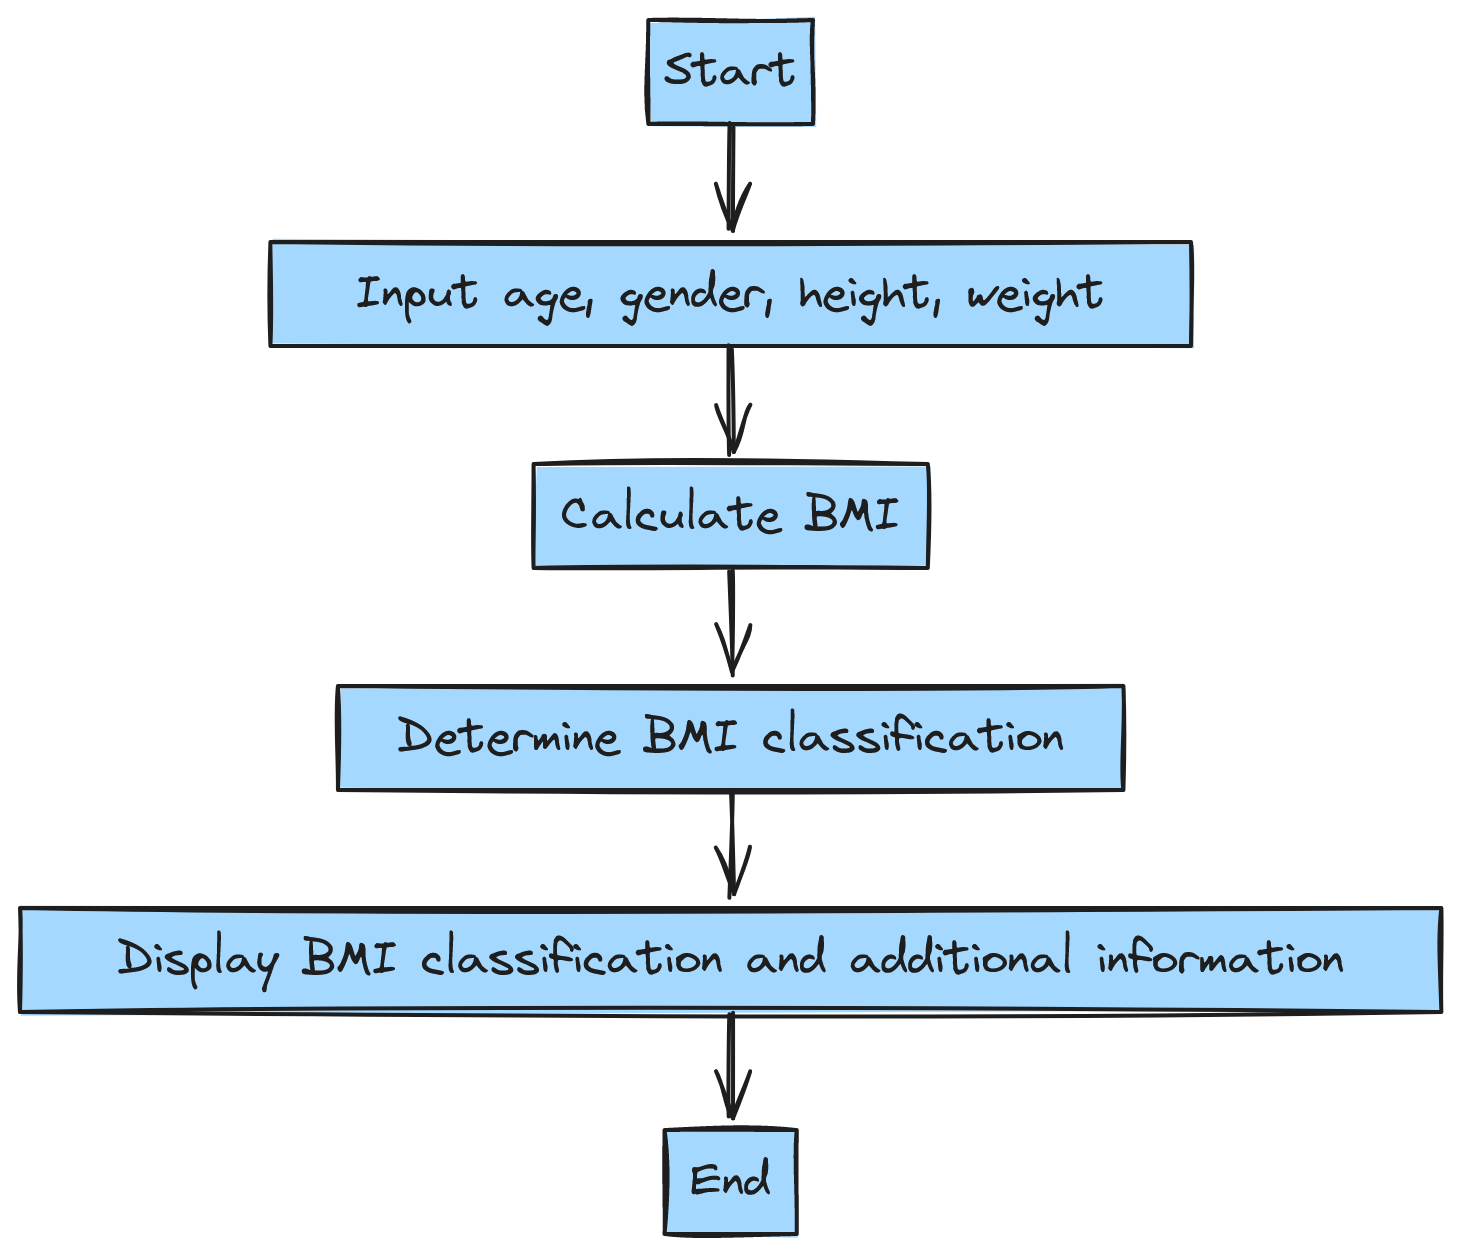 Start
Input age, gender, height, weight
Calculate BMI
Determine BMI classification
Display BMI classification and additional information
End